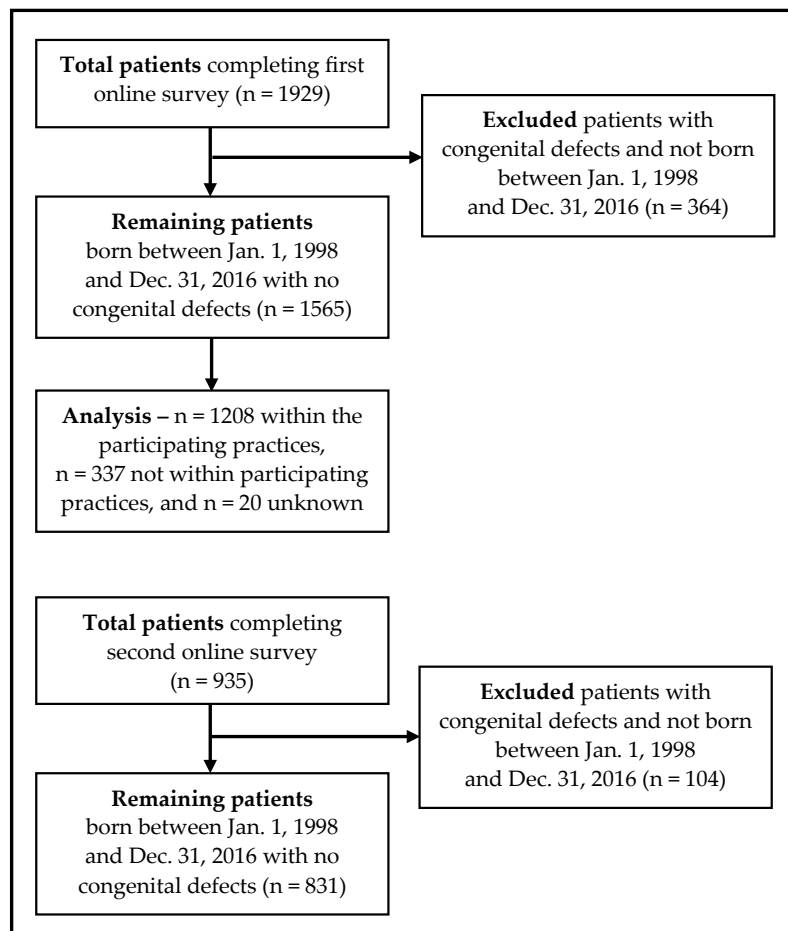 Total patients completing first
online survey (n = 1929)
Excluded patients with
congenital defects and not born
between Jan. 1, 1998
and Dec. 31, 2016 (n = 364)
Remaining patients
born between Jan. 1, 1998
and Dec. 31, 2016 with no
congenital defects (n = 1565)
Analysis – n = 1208 within the
participating practices,
n = 337 not within participating
practices, and n = 20 unknown
Total patients completing
second online survey
(n = 935)
Excluded patients with
congenital defects and not born
between Jan. 1, 1998
and Dec. 31, 2016 (n = 104)
Remaining patients
born between Jan. 1, 1998
and Dec. 31, 2016 with no
congenital defects (n = 831)